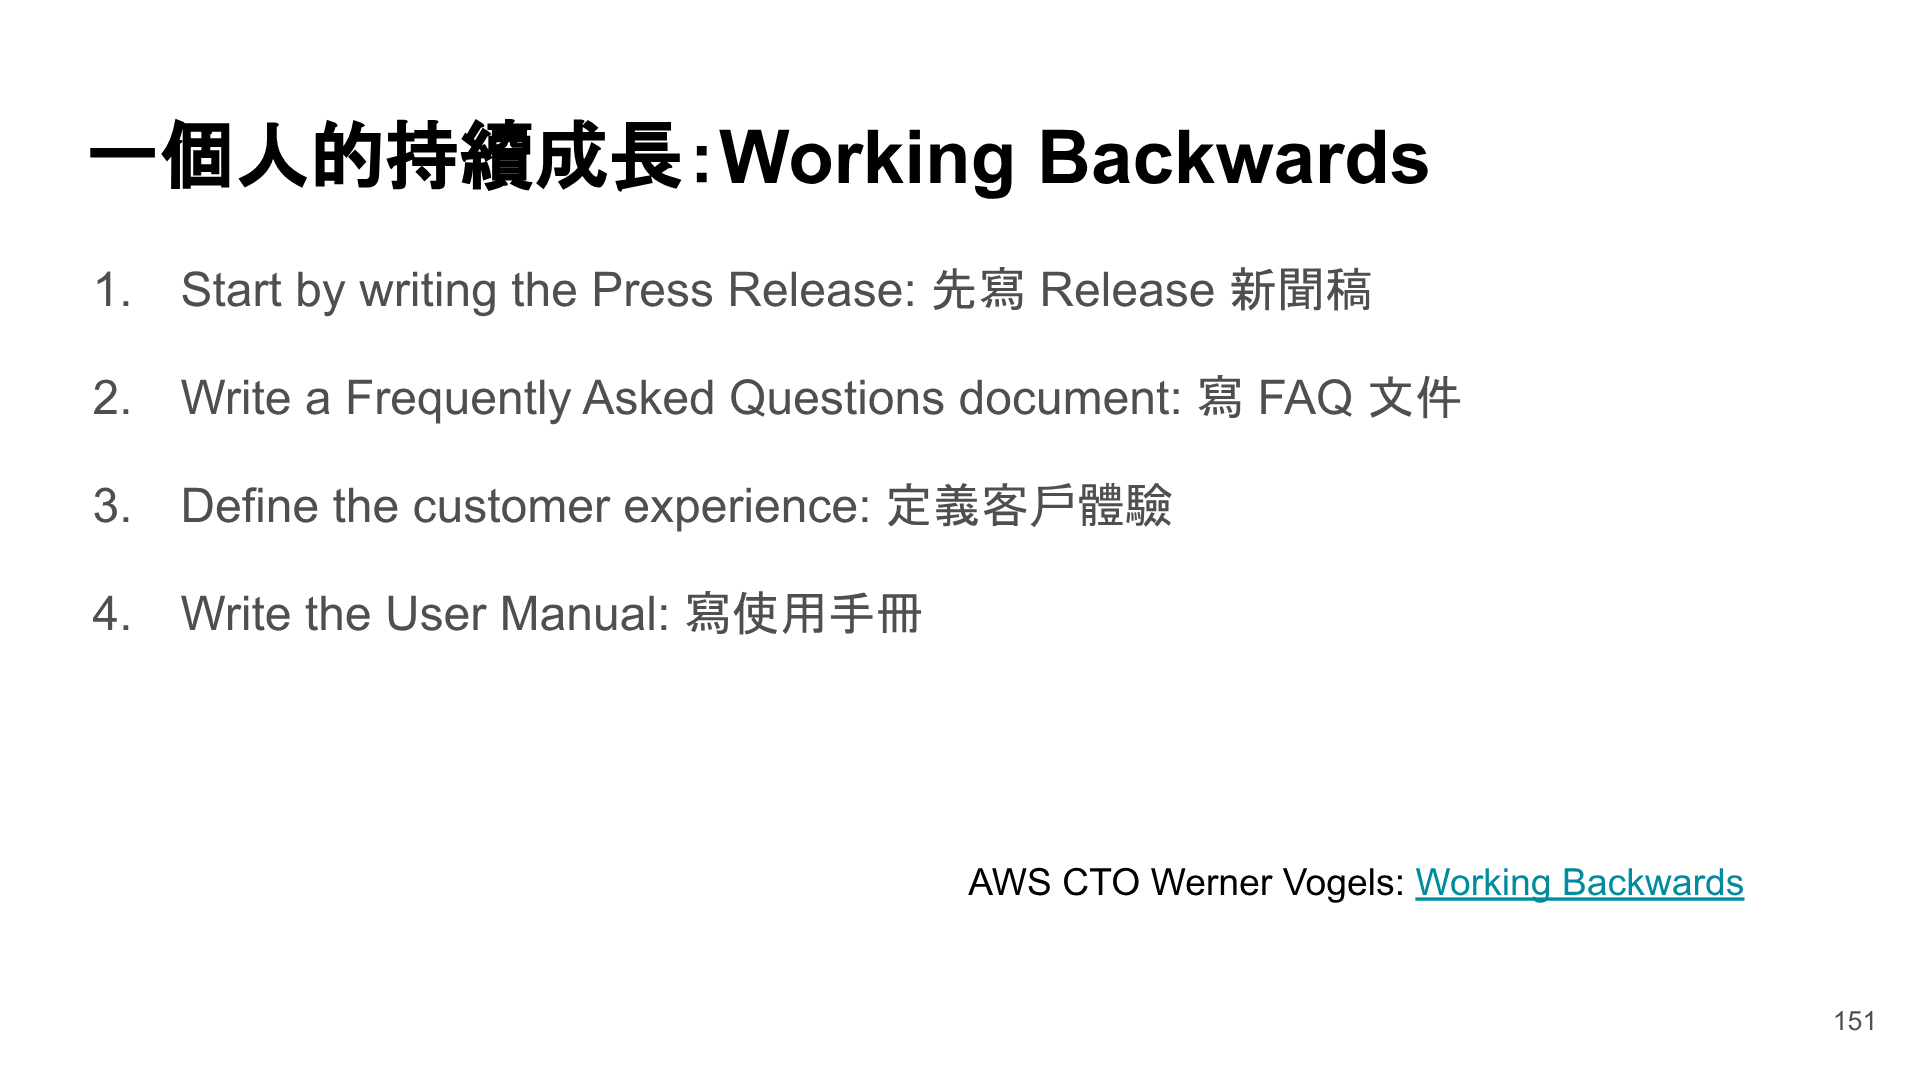 一個人的持續成長：Working Backwards
1. Start by writing the Press Release: 先寫 Release 新聞稿
2. Write a Frequently Asked Questions document: 寫 FAQ 文件
3. Define the customer experience: 定義客戶體驗
4. Write the User Manual: 寫使用手冊
AWS CTO Werner Vogels: Working Backwards
151